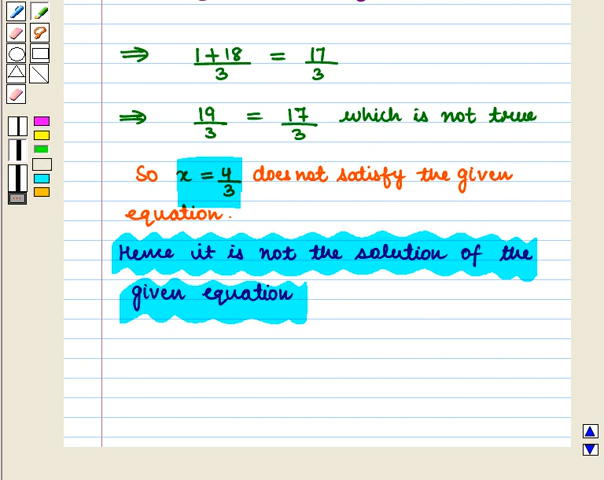 ⇒ 1+18/3 = 17/3
⇒ 19/3 = 17/3 which is not true
So x = 4/3 does not satisfy the given
equation.
Hence it is not the solution of the
given equation